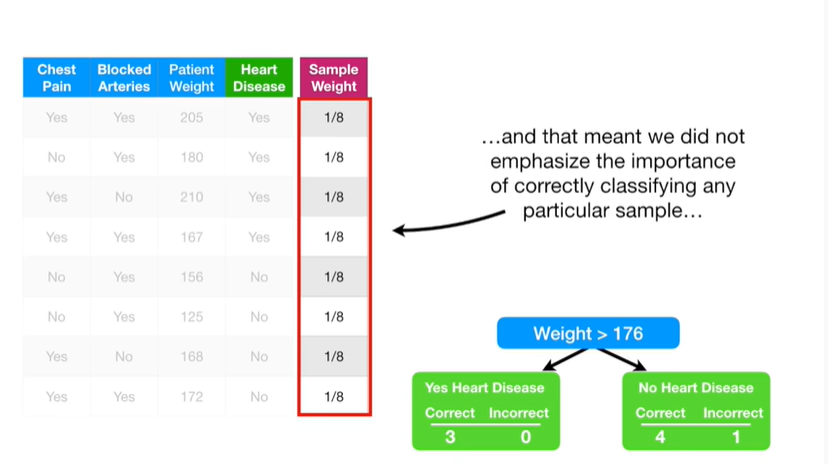 Chest Pain Blocked Arteries Patient Weight Heart Disease Sample Weight
Yes Yes 205 Yes 1/8
No Yes 180 Yes 1/8
Yes No 210 Yes 1/8
Yes Yes 167 Yes 1/8
No Yes 156 No 1/8
No Yes 125 No 1/8
Yes No 168 No 1/8
Yes Yes 172 No 1/8
…and that meant we did not
emphasize the importance
of correctly classifying any
particular sample…
Weight > 176
Yes Heart Disease
Correct Incorrect
3 0
No Heart Disease
Correct Incorrect
4 1